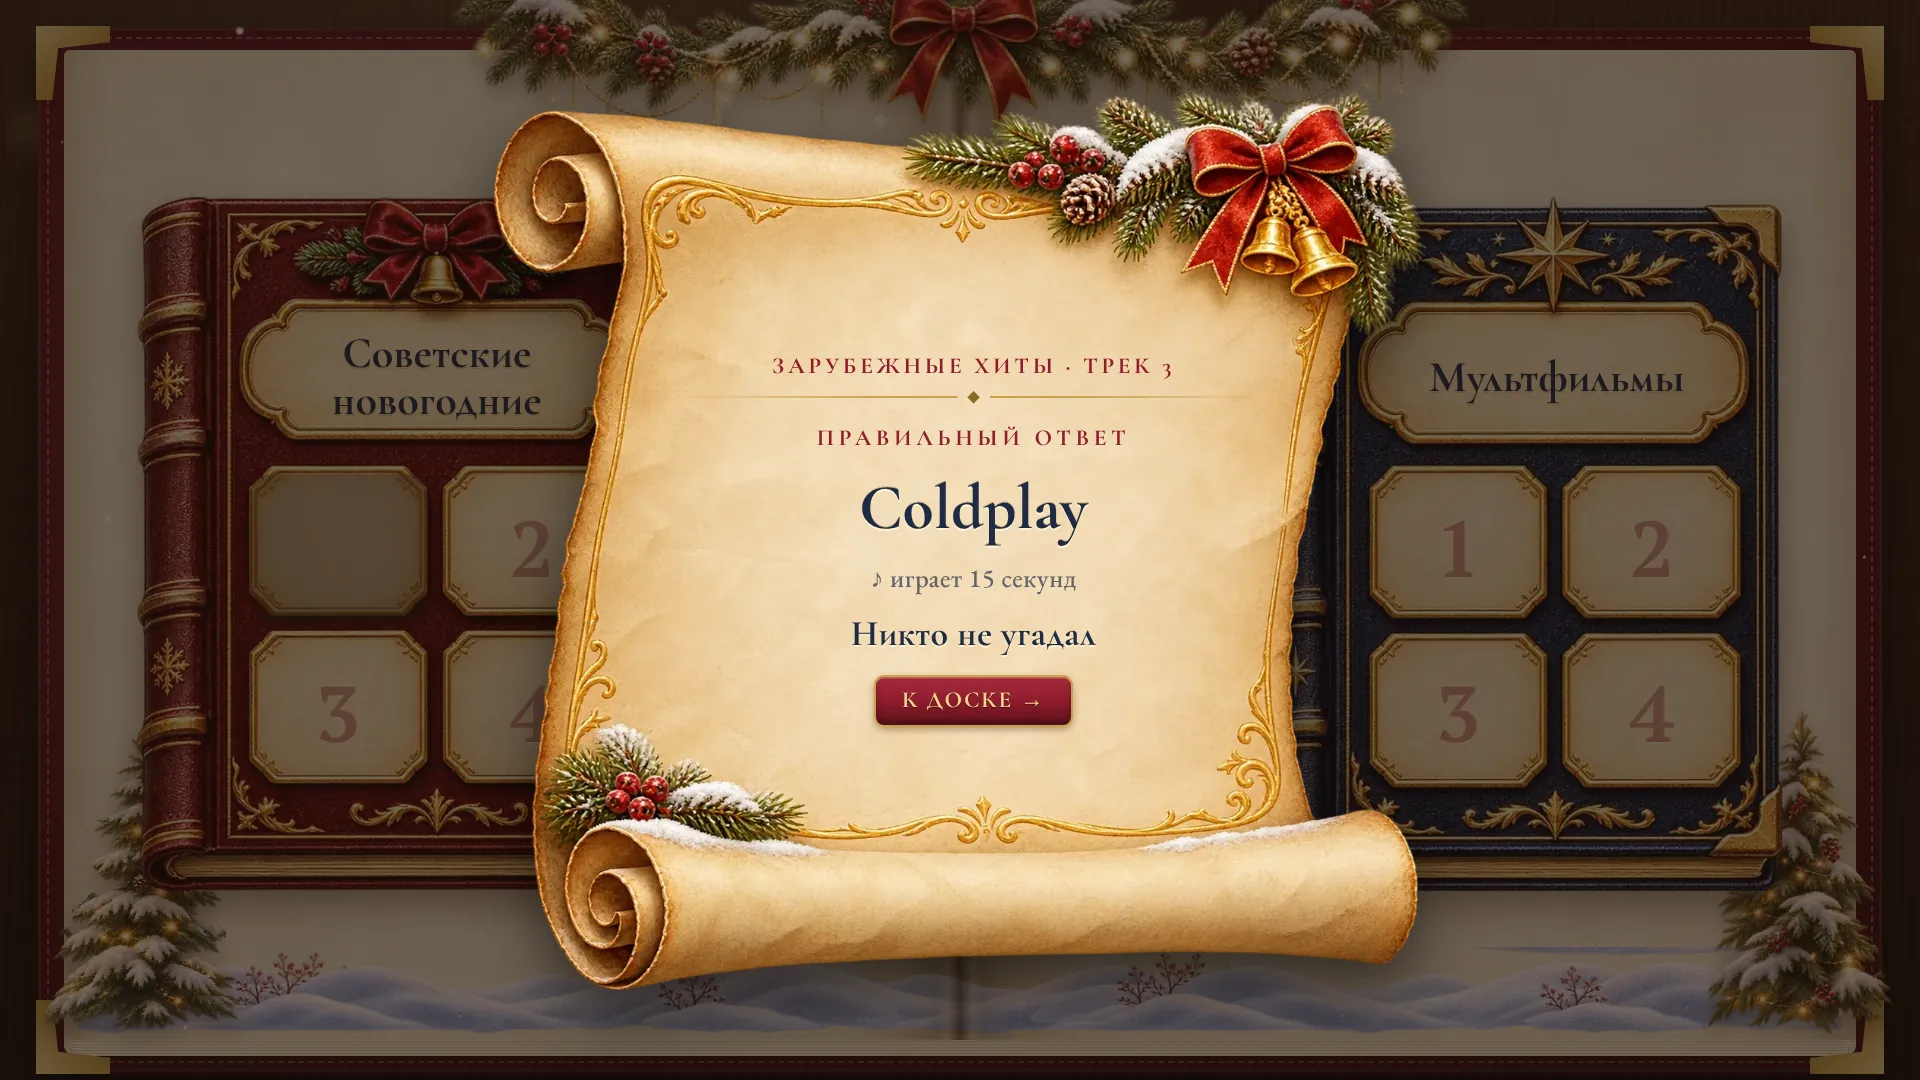 ЗАРУБЕЖНЫЕ ХИТЫ · ТРЕК 3
ПРАВИЛЬНЫЙ ОТВЕТ
Coldplay
♪ играет 15 секунд
Никто не угадал
К ДОСКЕ →
Советские
новогодние
2
3
4
Мультфильмы
1
2
3
4